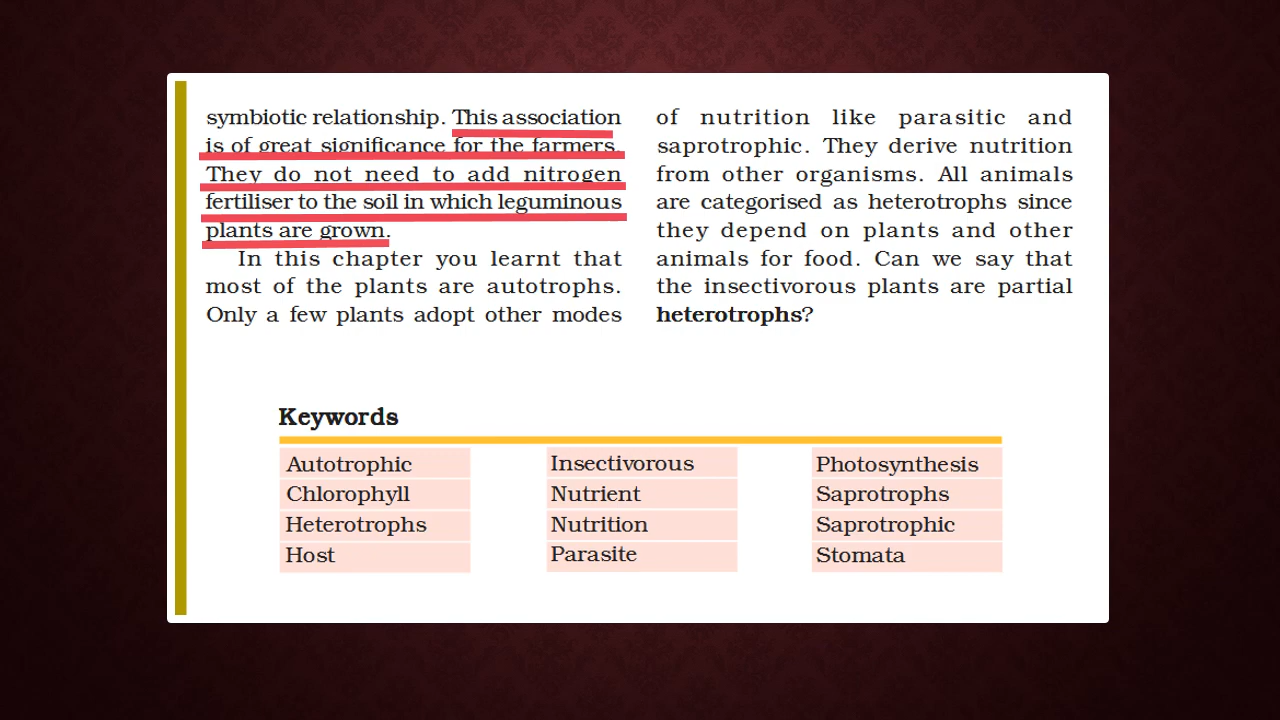 symbiotic relationship. This association
is of great significance for the farmers.
They do not need to add nitrogen
fertiliser to the soil in which leguminous
plants are grown.
In this chapter you learnt that
most of the plants are autotrophs.
Only a few plants adopt other modes
of nutrition like parasitic and
saprotrophic. They derive nutrition
from other organisms. All animals
are categorised as heterotrophs since
they depend on plants and other
animals for food. Can we say that
the insectivorous plants are partial
heterotrophs?
Keywords
Autotrophic
Chlorophyll
Heterotrophs
Host
Insectivorous
Nutrient
Nutrition
Parasite
Photosynthesis
Saprotrophs
Saprotrophic
Stomata